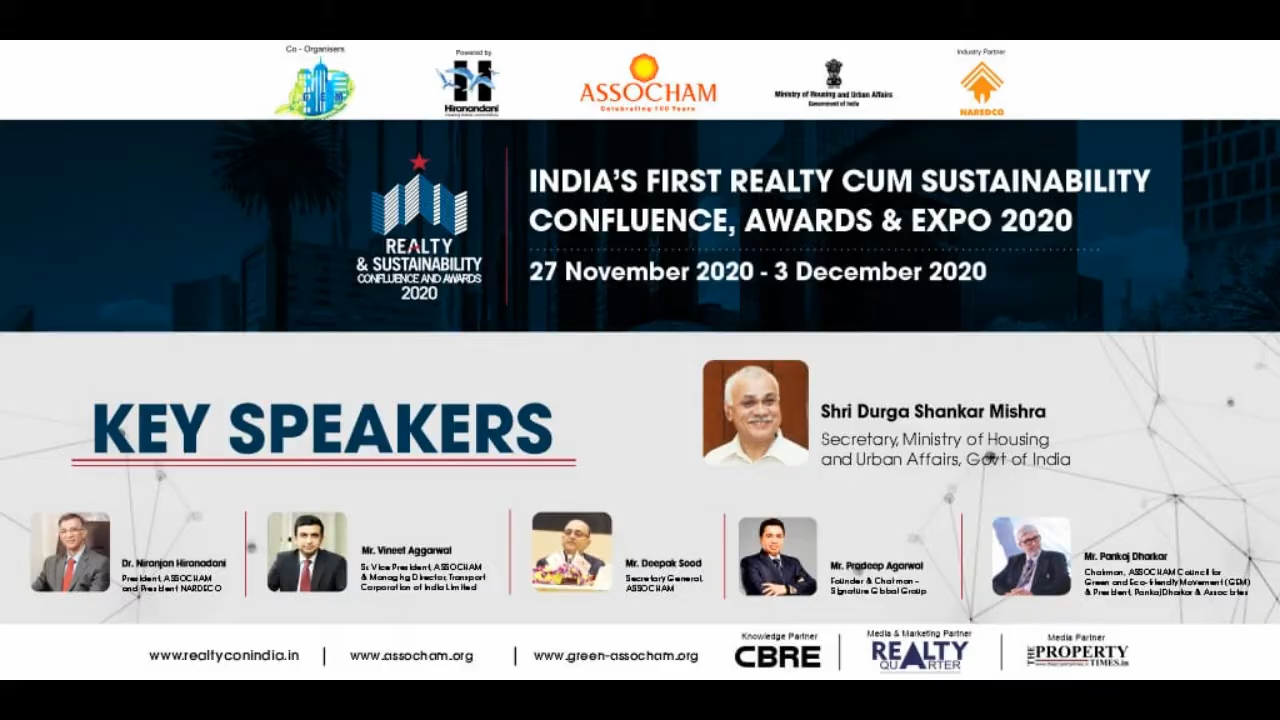 Co - Organisers
Powered by
Hiranandani
ASSOCHAM
Celebrating 100 Years
Ministry of Housing and Urban Affairs
Government of India
Industry Partner
NAREDCO
REALTY
& SUSTAINABILITY
CONFLUENCE AND AWARDS
2020
INDIA'S FIRST REALTY CUM SUSTAINABILITY
CONFLUENCE, AWARDS & EXPO 2020
27 November 2020 - 3 December 2020
KEY SPEAKERS
Shri Durga Shankar Mishra
Secretary, Ministry of Housing
and Urban Affairs, Govt of India
Dr. Niranjan Hiranadani
President, ASSOCHAM
and President NARDECO
Mr. Vineet Aggarwal
Sr. Vice President, ASSOCHAM
& Managing Director, Transport
Corporation of India Limited
Mr. Deepak Sood
Secretary General,
ASSOCHAM
Mr. Pradeep Agarwal
Founder & Chairman -
Signature Global Group
Mr. Pankaj Dharkar
Chairman, ASSOCHAM Council for
Green and Eco-friendly Movement (GEM)
& President, Pankaj Dharkar & Associates
www.realtyconindia.in | www.assocham.org | www.green-assocham.org
Knowledge Partner
CBRE
Media & Marketing Partner
REALTY
QUARTER
Media Partner
THE PROPERTY
TIMES.in